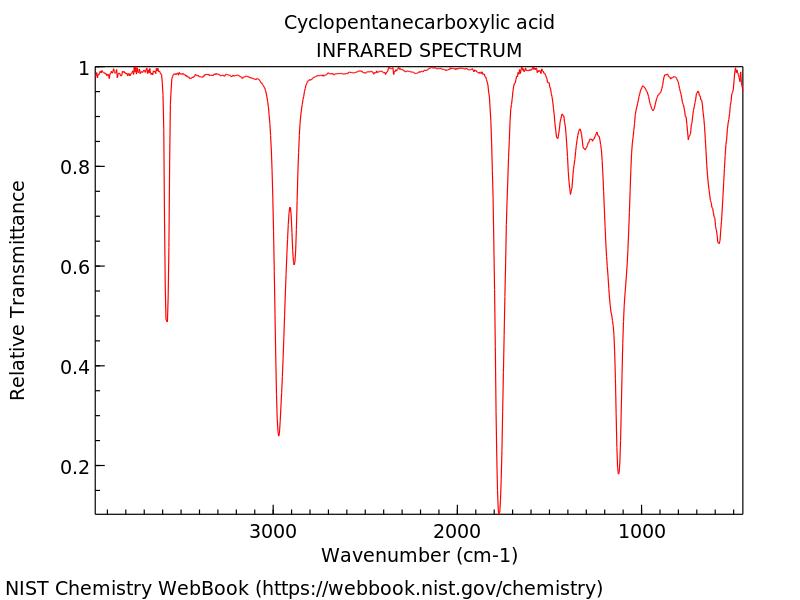 Cyclopentanecarboxylic acid
INFRARED SPECTRUM
1
0.8
0.6
0.4
0.2
Relative Transmittance
3000 2000 1000
Wavenumber (cm-1)
NIST Chemistry WebBook (https://webbook.nist.gov/chemistry)